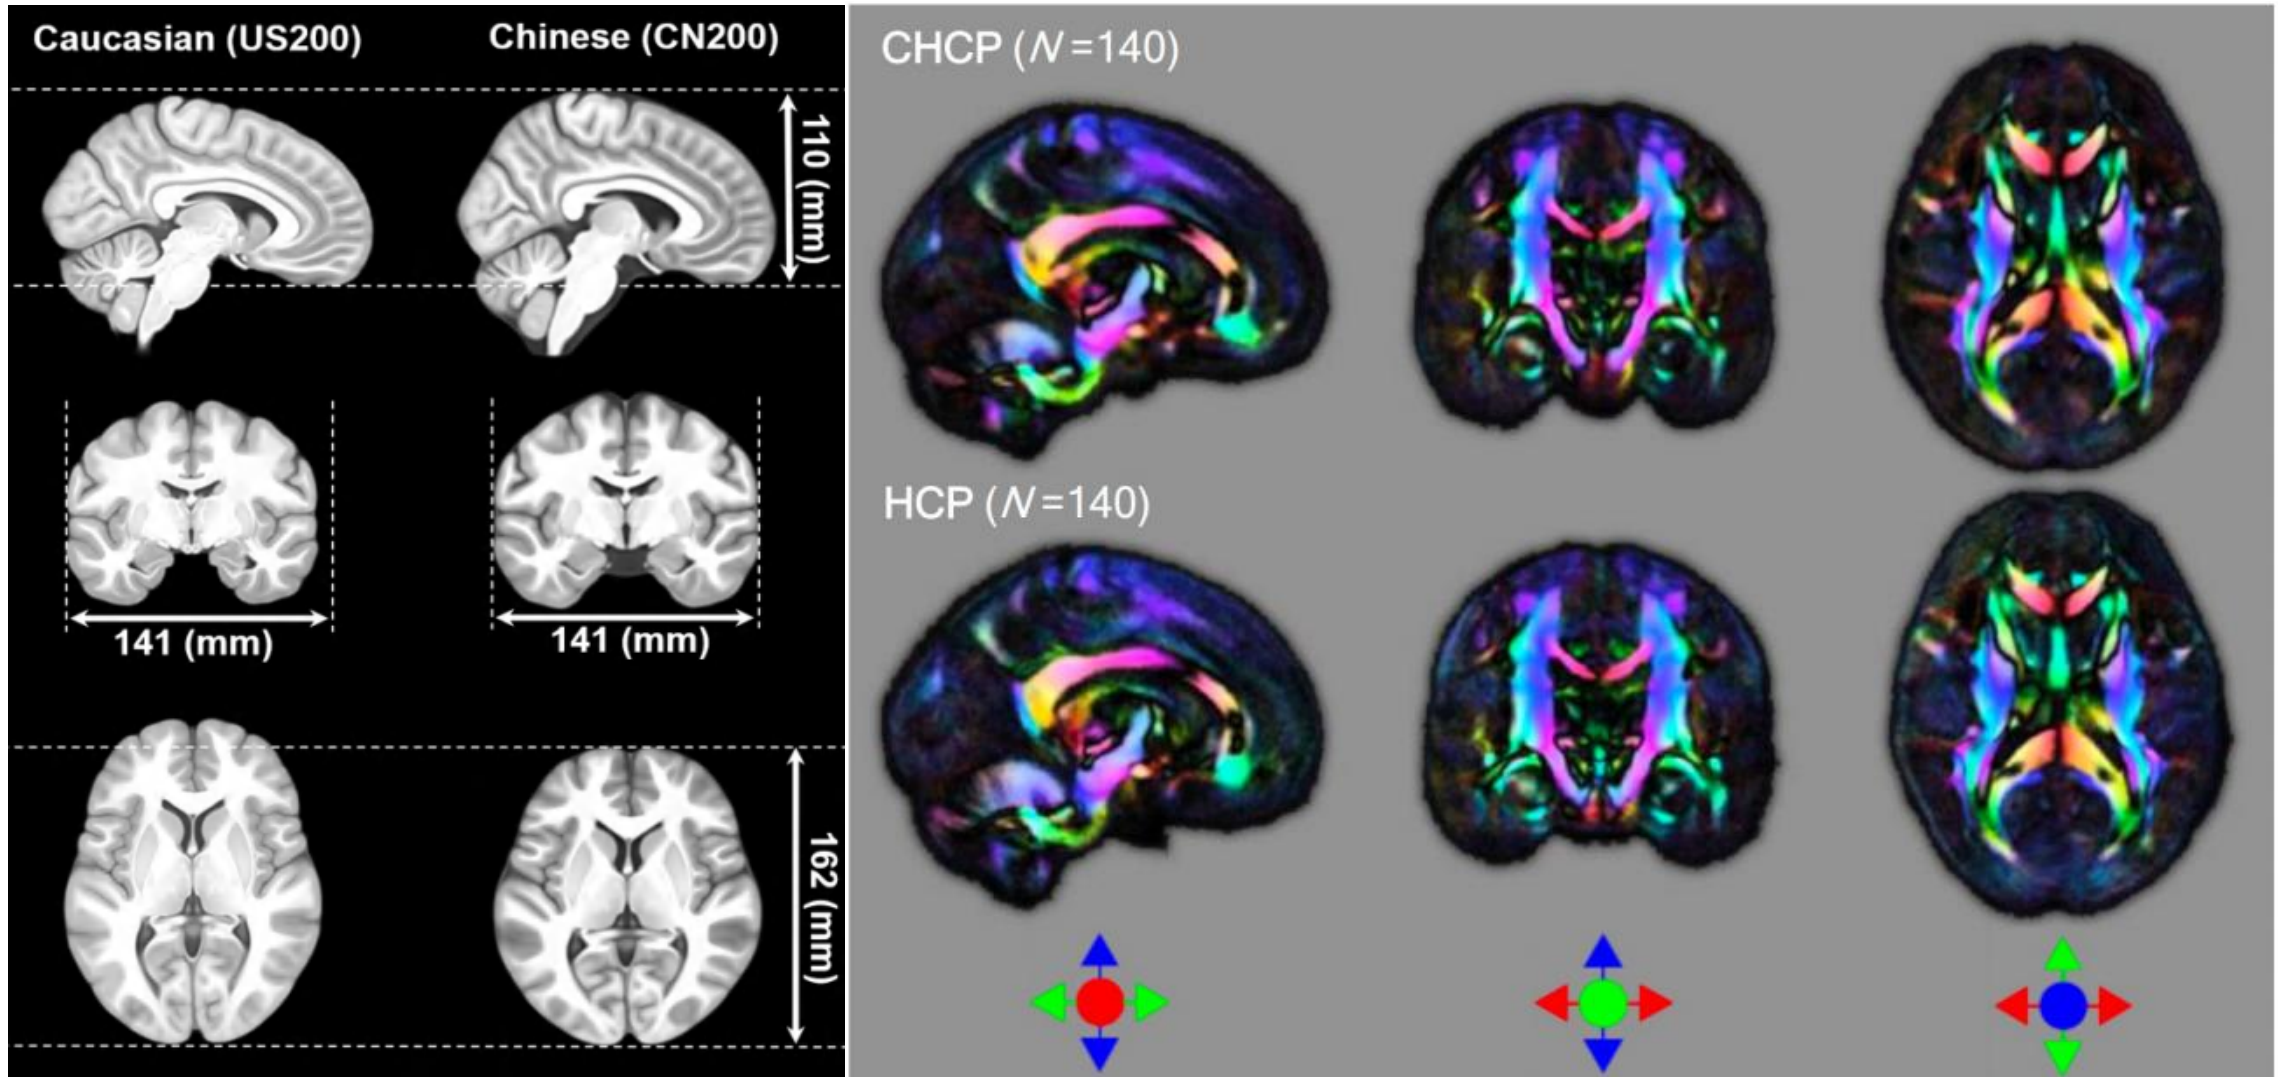 Caucasian (US200)
Chinese (CN200)
110 (mm)
141 (mm)
141 (mm)
162 (mm)
CHCP (N=140)
HCP (N=140)